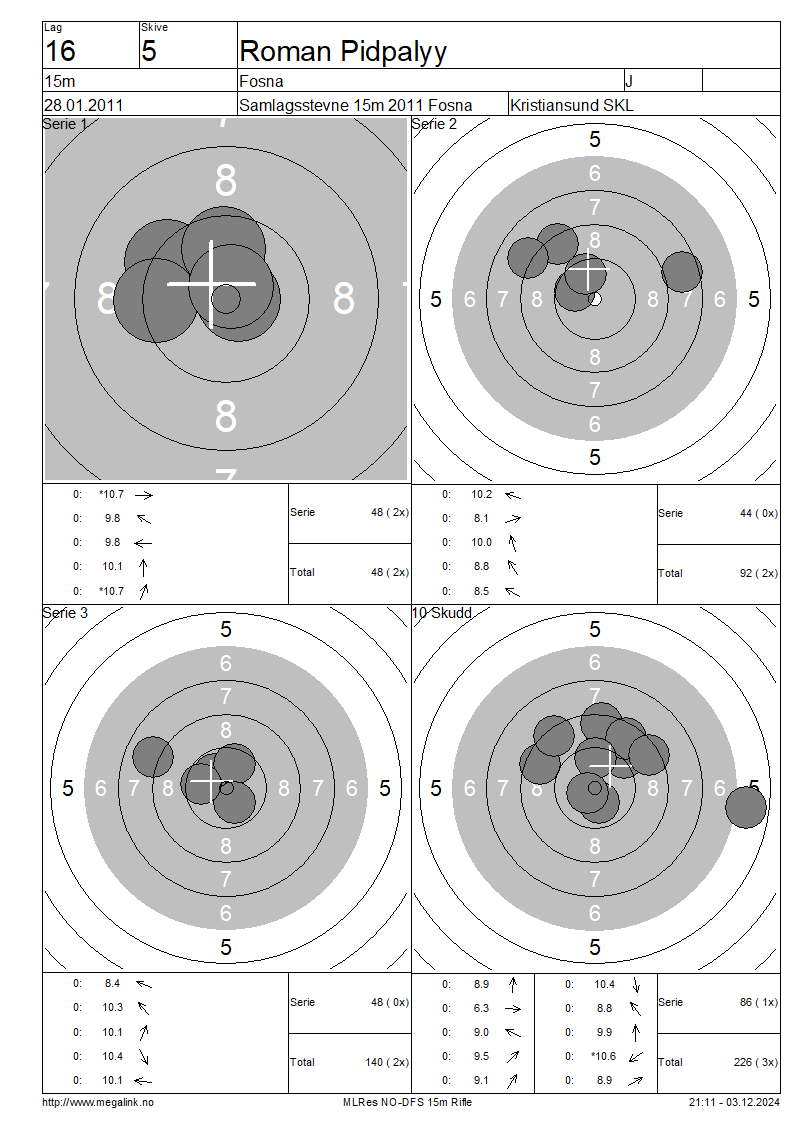 Lag
Skive
16
5
Roman Pidpalyy
15m
Fosna
J
28.01.2011
Samlagsstevne 15m 2011 Fosna
Kristiansund SKL
Serie 1
7
8
8
8
8
7
Serie 2
5
6
7
8
5 6 7 8 8 7 6 5
8
7
6
5
0: *10.7
0: 9.8
0: 9.8
0: 10.1
0: *10.7
Serie 48 ( 2x)
Total 48 ( 2x)
0: 10.2
0: 8.1
0: 10.0
0: 8.8
0: 8.5
Serie 44 ( 0x)
Total 92 ( 2x)
Serie 3
5
6
7
8
5 6 7 8 8 7 6 5
8
7
6
5
10 Skudd
5
6
7
5 6 7 8 8 7 6 5
8
7
6
5
0: 8.4
0: 10.3
0: 10.1
0: 10.4
0: 10.1
Serie 48 ( 0x)
Total 140 ( 2x)
0: 8.9 0: 10.4
0: 6.3 0: 8.8
0: 9.0 0: 9.9
0: 9.5 0: *10.6
0: 9.1 0: 8.9
Serie 86 ( 1x)
Total 226 ( 3x)
http://www.megalink.no
MLRes NO-DFS 15m Rifle
21:11 - 03.12.2024